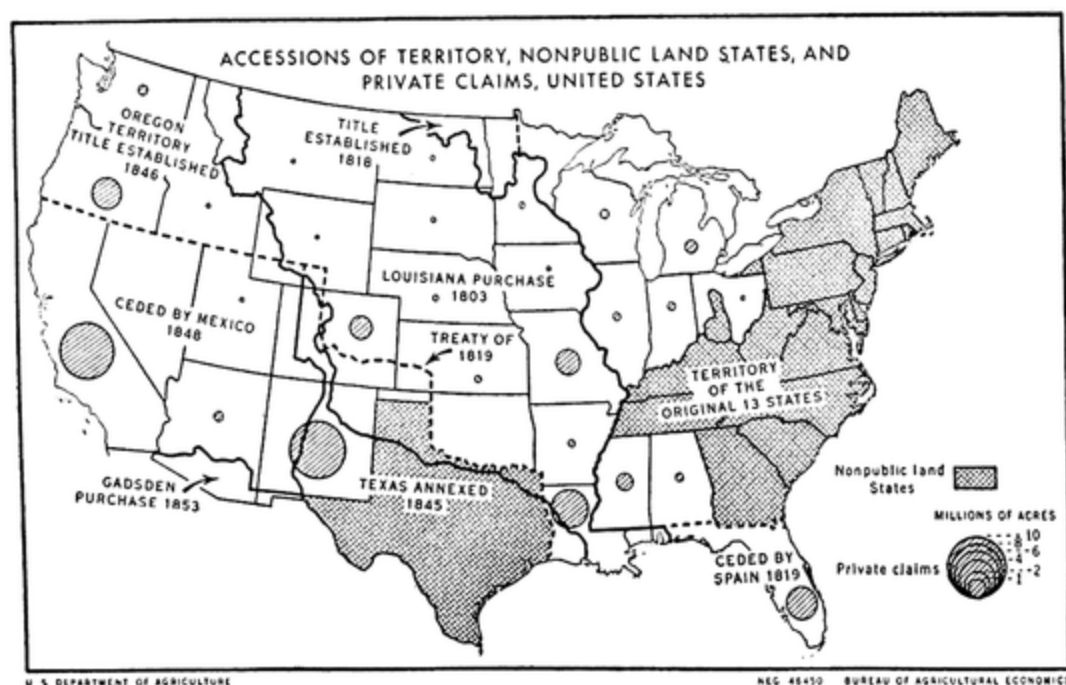 ACCESSIONS OF TERRITORY, NONPUBLIC LAND STATES, AND
PRIVATE CLAIMS, UNITED STATES
OREGON
TERRITORY
TITLE ESTABLISHED
1846
TITLE
ESTABLISHED
1818
LOUISIANA PURCHASE
1803
CEDED BY MEXICO
1848
TREATY OF
1819
TERRITORY
OF THE
ORIGINAL 13 STATES
GADSDEN
PURCHASE 1853
TEXAS ANNEXED
1845
CEDED BY
SPAIN 1819
Nonpublic land
States
MILLIONS OF ACRES
Private claims
10
8
6
4
2
1
U. S. DEPARTMENT OF AGRICULTURE
NEG. 46450 BUREAU OF AGRICULTURAL ECONOMICS